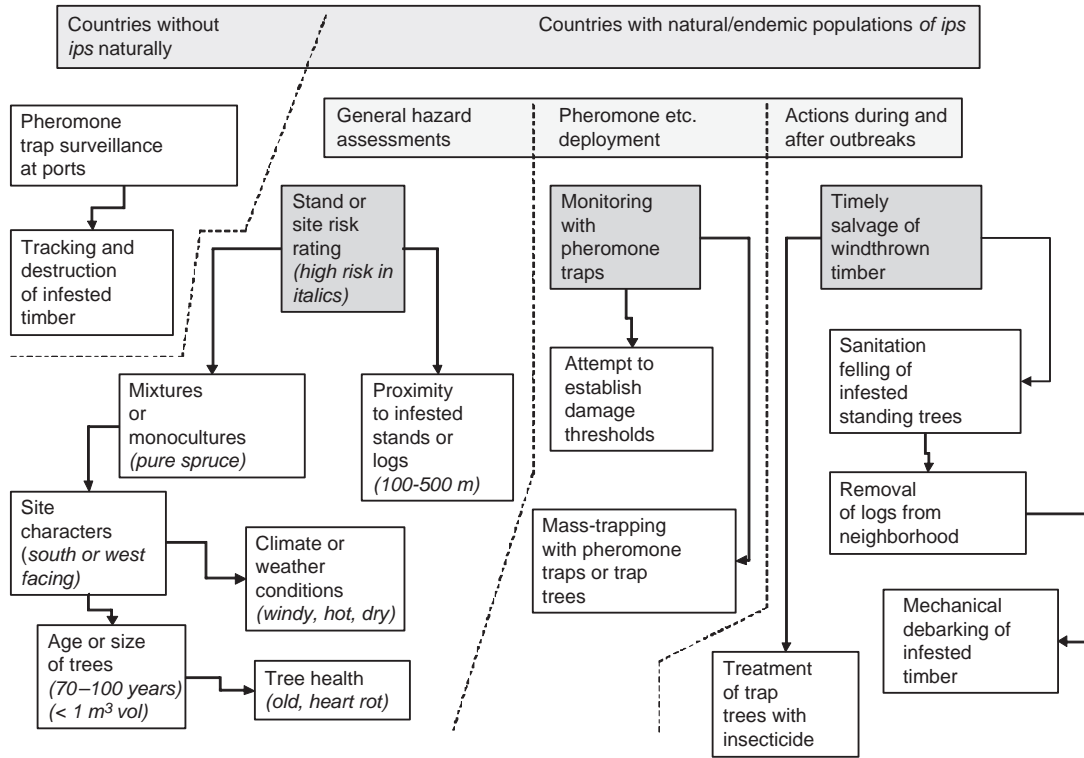 Countries without
ips naturally
Countries with natural/endemic populations of ips
Pheromone
trap surveillance
at ports
Tracking and
destruction
of infested
timber
General hazard
assessments
Pheromone etc.
deployment
Actions during and
after outbreaks
Stand or
site risk
rating
(high risk in
italics)
Monitoring
with
pheromone
traps
Timely
salvage of
windthrown
timber
Mixtures
or
monocultures
(pure spruce)
Proximity
to infested
stands or
logs
(100-500 m)
Attempt to
establish
damage
thresholds
Sanitation
felling of
infested
standing trees
Site
characters
(south or west
facing)
Climate or
weather
conditions
(windy, hot, dry)
Mass-trapping
with pheromone
traps or trap
trees
Removal
of logs from
neighborhood
Age or size
of trees
(70–100 years)
(< 1 m³ vol)
Tree health
(old, heart rot)
Treatment
of trap
trees with
insecticide
Mechanical
debarking of
infested
timber